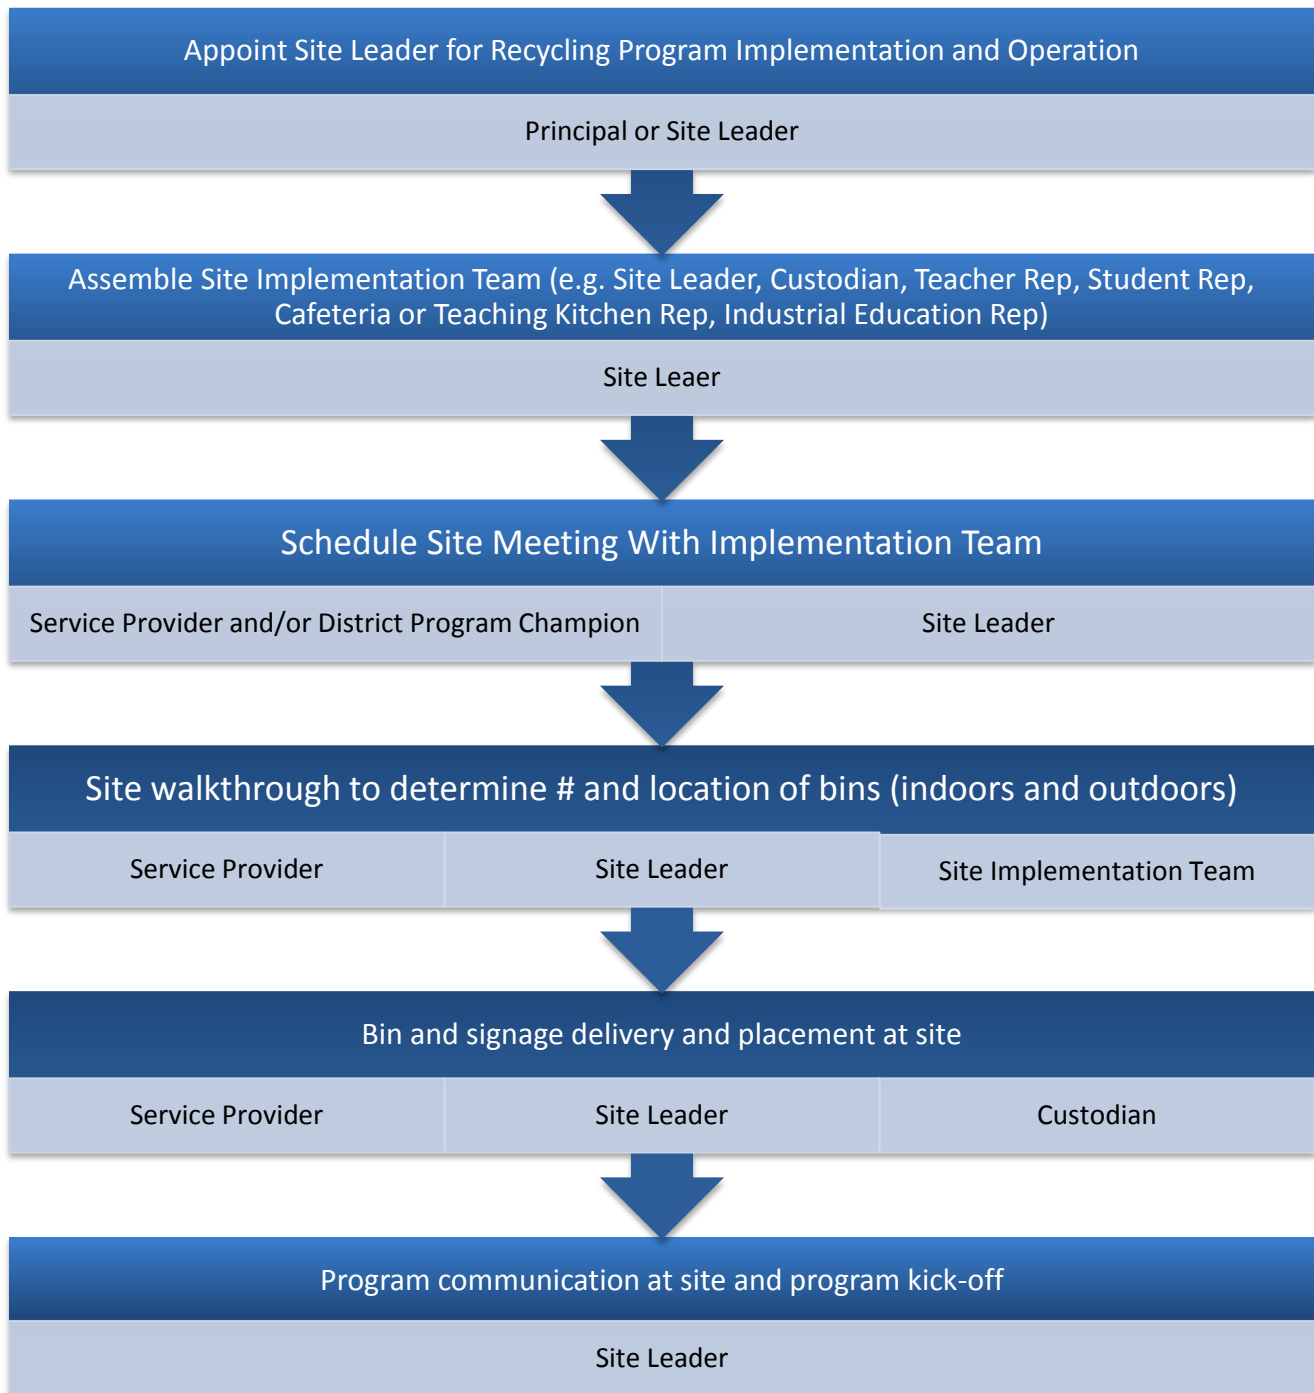 Appoint Site Leader for Recycling Program Implementation and Operation
Principal or Site Leader
Assemble Site Implementation Team (e.g. Site Leader, Custodian, Teacher Rep, Student Rep,
Cafeteria or Teaching Kitchen Rep, Industrial Education Rep)
Site Leaer
Schedule Site Meeting With Implementation Team
Service Provider and/or District Program Champion
Site Leader
Site walkthrough to determine # and location of bins (indoors and outdoors)
Service Provider
Site Leader
Site Implementation Team
Bin and signage delivery and placement at site
Service Provider
Site Leader
Custodian
Program communication at site and program kick-off
Site Leader